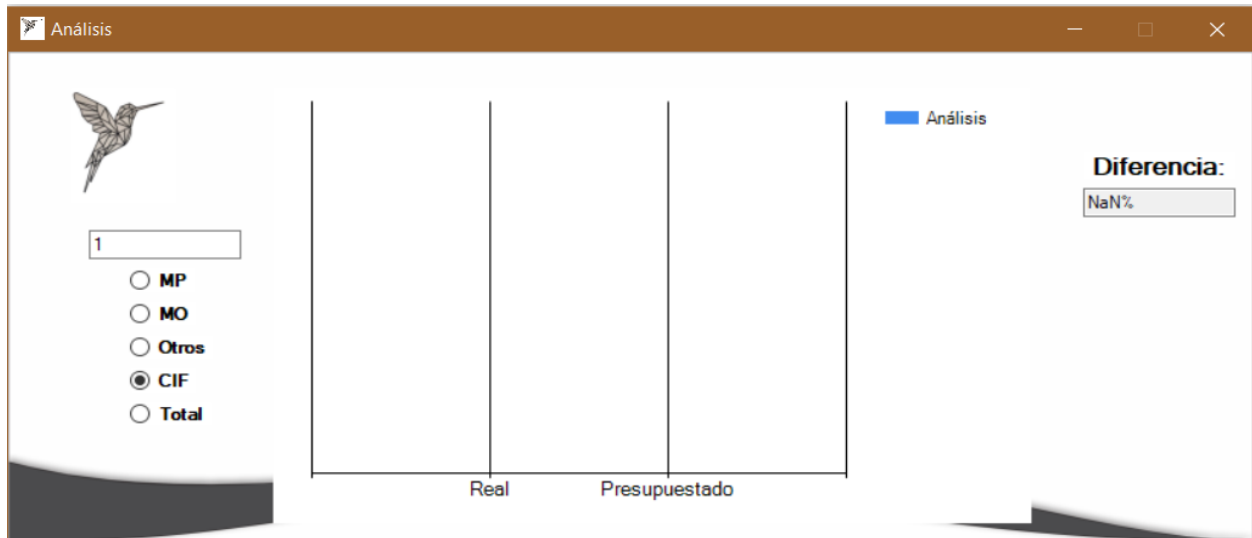 Análisis
1
MP
MO
Otros
CIF
Total
Real
Presupuestado
Análisis
Diferencia:
NaN%